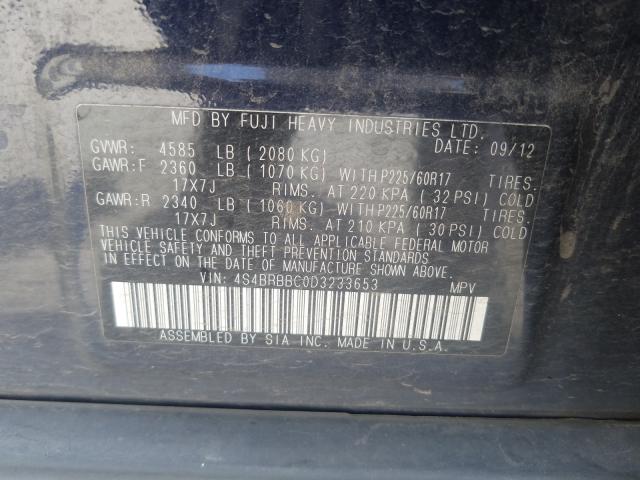 MFD BY FUJI HEAVY INDUSTRIES LTD.
DATE: 09/12
GVWR: 4585 LB ( 2080 KG)
GAWR:F 2360 LB ( 1070 KG) WITH P225/60R17 TIRES.
17X7J RIMS. AT 220 KPA ( 32 PSI) COLD
GAWR:R 2340 LB ( 1060 KG) WITH P225/60R17 TIRES.
17X7J RIMS. AT 210 KPA ( 30 PSI) COLD
THIS VEHICLE CONFORMS TO ALL APPLICABLE FEDERAL MOTOR
VEHICLE SAFETY AND THEFT PREVENTION STANDARDS
IN EFFECT ON THE DATE OF MANUFACTURE SHOWN ABOVE.
VIN: 4S4BRBBC0D3233653 MPV
ASSEMBLED BY SIA INC. MADE IN U.S.A.